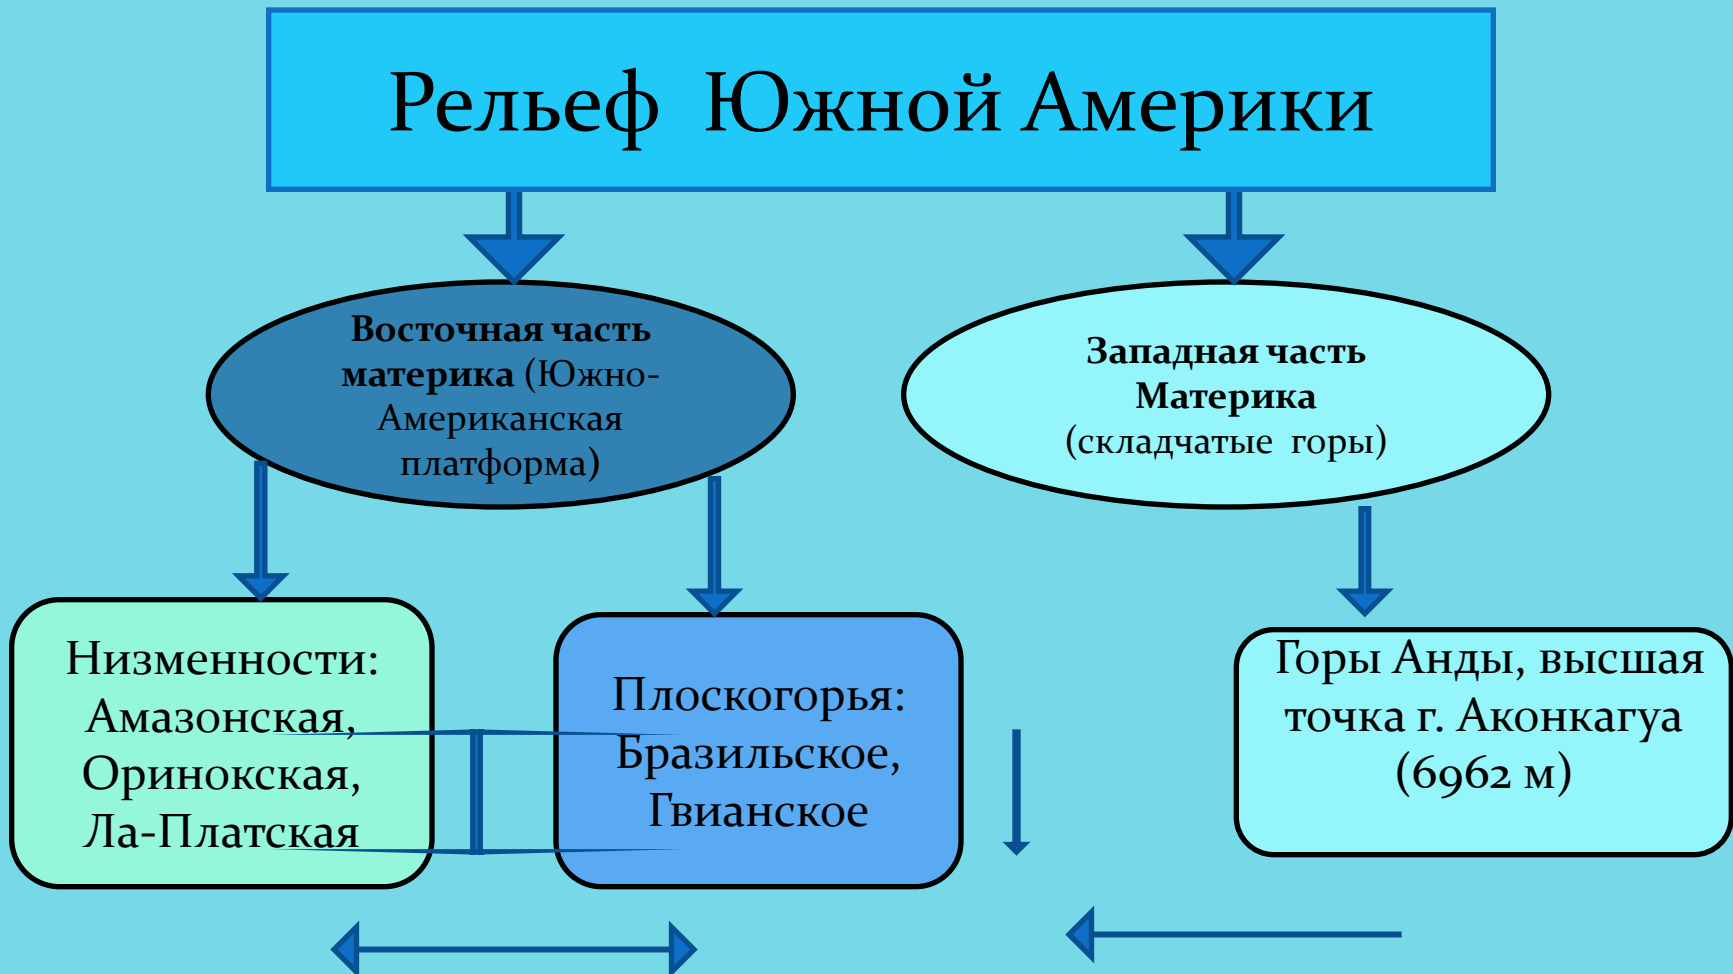 Рельеф Южной Америки
Восточная часть
материка (Южно-
Американская
платформа)
Западная часть
Материка
(складчатые горы)
Низменности:
Амазонская,
Оринокская,
Ла-Платская
Плоскогорья:
Бразильское,
Гвианское
Горы Анды, высшая
точка г. Аконкагуа
(6962 м)